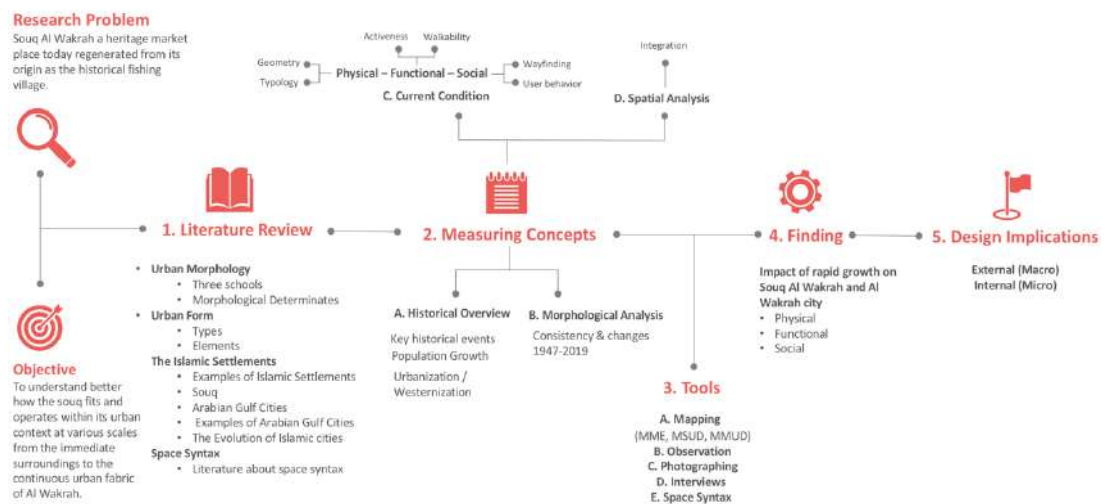 Research Problem
Souq Al Wakrah a heritage market
place today regenerated from its
origin as the historical fishing
village.
Objective
To understand better
how the souq fits and
operates within its urban
context at various scales
from the immediate
surroundings to the
continuous urban fabric
of Al Wakrah.
1. Literature Review
• Urban Morphology
• Three schools
• Morphological Determinates
• Urban Form
• Types
• Elements
The Islamic Settlements
• Examples of Islamic Settlements
• Souq
• Arabian Gulf Cities
• Examples of Arabian Gulf Cities
• The Evolution of Islamic cities
Space Syntax
• Literature about space syntax
Activeness
Walkability
Geometry
Typology
Physical – Functional – Social
Wayfinding
User behavior
C. Current Condition
Integration
D. Spatial Analysis
2. Measuring Concepts
A. Historical Overview
Key historical events
Population Growth
Urbanization /
Westernization
B. Morphological Analysis
Consistency & changes
1947-2019
3. Tools
A. Mapping
(MME, MSUD, MMUD)
B. Observation
C. Photographing
D. Interviews
E. Space Syntax
4. Finding
Impact of rapid growth on
Souq Al Wakrah and Al
Wakrah city
• Physical
• Functional
• Social
5. Design Implications
External (Macro)
Internal (Micro)